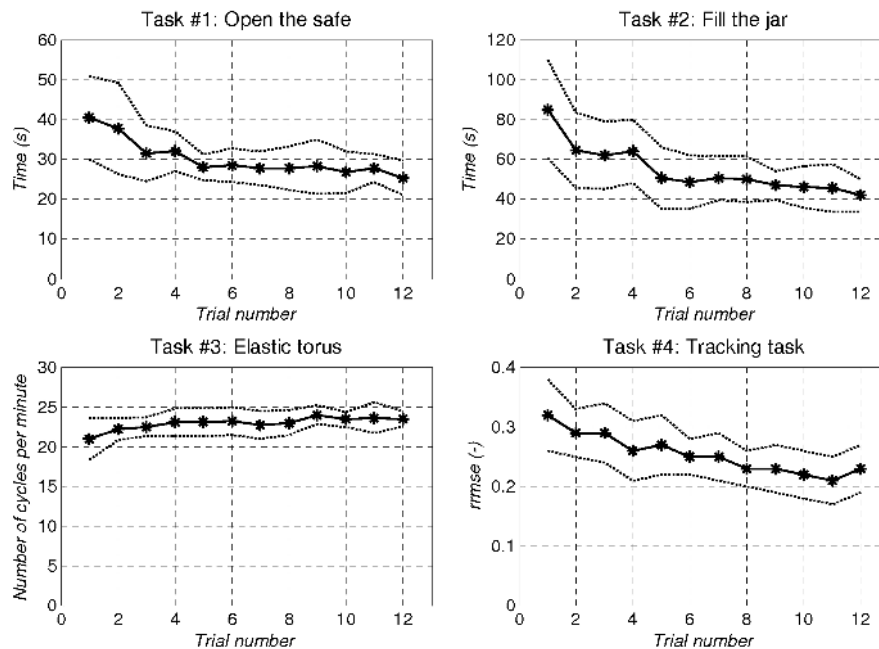 Task #1: Open the safe
60
50
40
30
20
10
0
Time (s)
0 2 4 6 8 10 12
Trial number
Task #2: Fill the jar
120
100
80
60
40
20
0
Time (s)
0 2 4 6 8 10 12
Trial number
Task #3: Elastic torus
30
25
20
15
10
5
0
Number of cycles per minute
0 2 4 6 8 10 12
Trial number
Task #4: Tracking task
0.4
0.3
0.2
0.1
0
rrmse (-)
0 2 4 6 8 10 12
Trial number